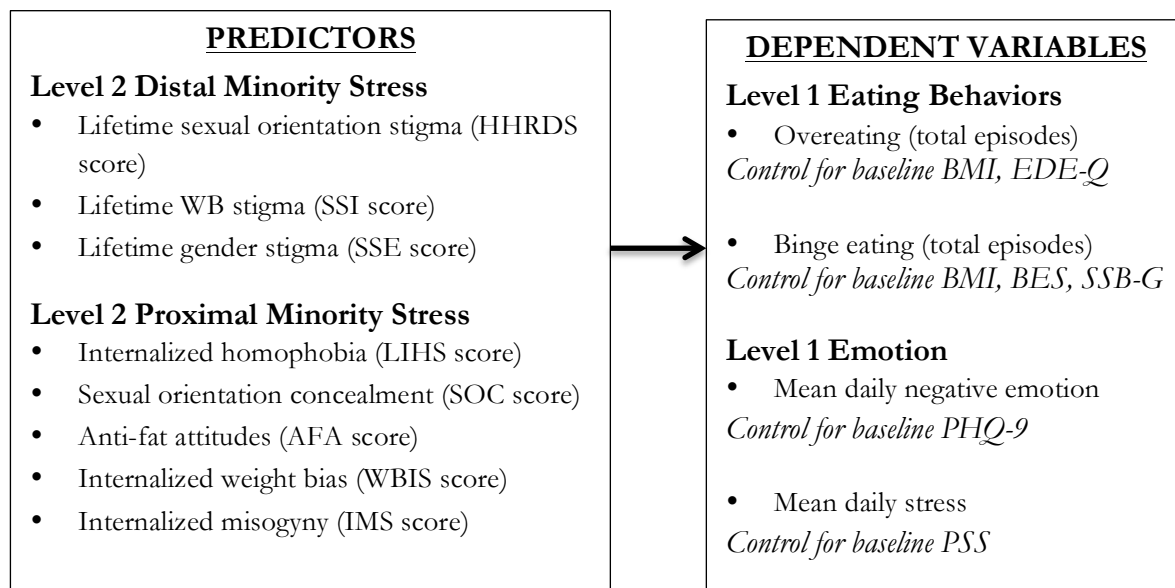 PREDICTORS
Level 2 Distal Minority Stress
• Lifetime sexual orientation stigma (HHRDS
score)
• Lifetime WB stigma (SSI score)
• Lifetime gender stigma (SSE score)
Level 2 Proximal Minority Stress
• Internalized homophobia (LIHS score)
• Sexual orientation concealment (SOC score)
• Anti-fat attitudes (AFA score)
• Internalized weight bias (WBIS score)
• Internalized misogyny (IMS score)
DEPENDENT VARIABLES
Level 1 Eating Behaviors
• Overeating (total episodes)
Control for baseline BMI, EDE-Q
• Binge eating (total episodes)
Control for baseline BMI, BES, SSB-G
Level 1 Emotion
• Mean daily negative emotion
Control for baseline PHQ-9
• Mean daily stress
Control for baseline PSS